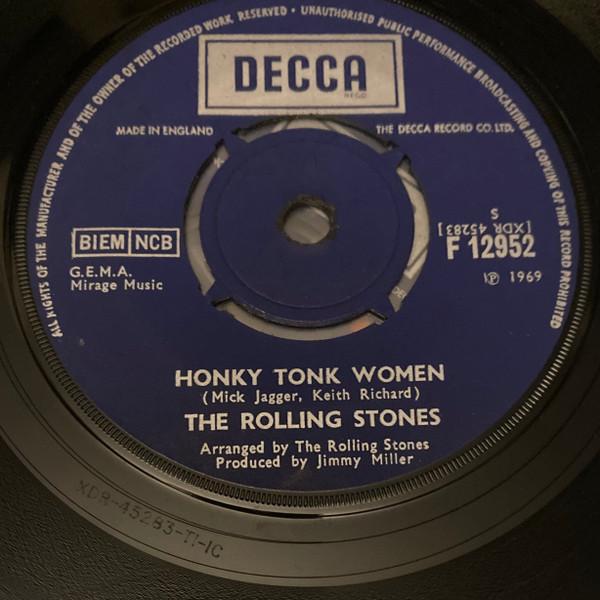 ALL RIGHTS OF THE MANUFACTURER AND OF THE OWNER OF THE RECORDED WORK RESERVED • UNAUTHORISED PUBLIC PERFORMANCE BROADCASTING AND COPYING OF THIS RECORD PROHIBITED
DECCA
REGD
MADE IN ENGLAND
THE DECCA RECORD CO. LTD.
S
[XDR 45283]
F 12952
BIEM NCB
G.E.M.A.
Mirage Music
℗ 1969
HONKY TONK WOMEN
(Mick Jagger, Keith Richard)
THE ROLLING STONES
Arranged by The Rolling Stones
Produced by Jimmy Miller
XDR-45283-T1-1C